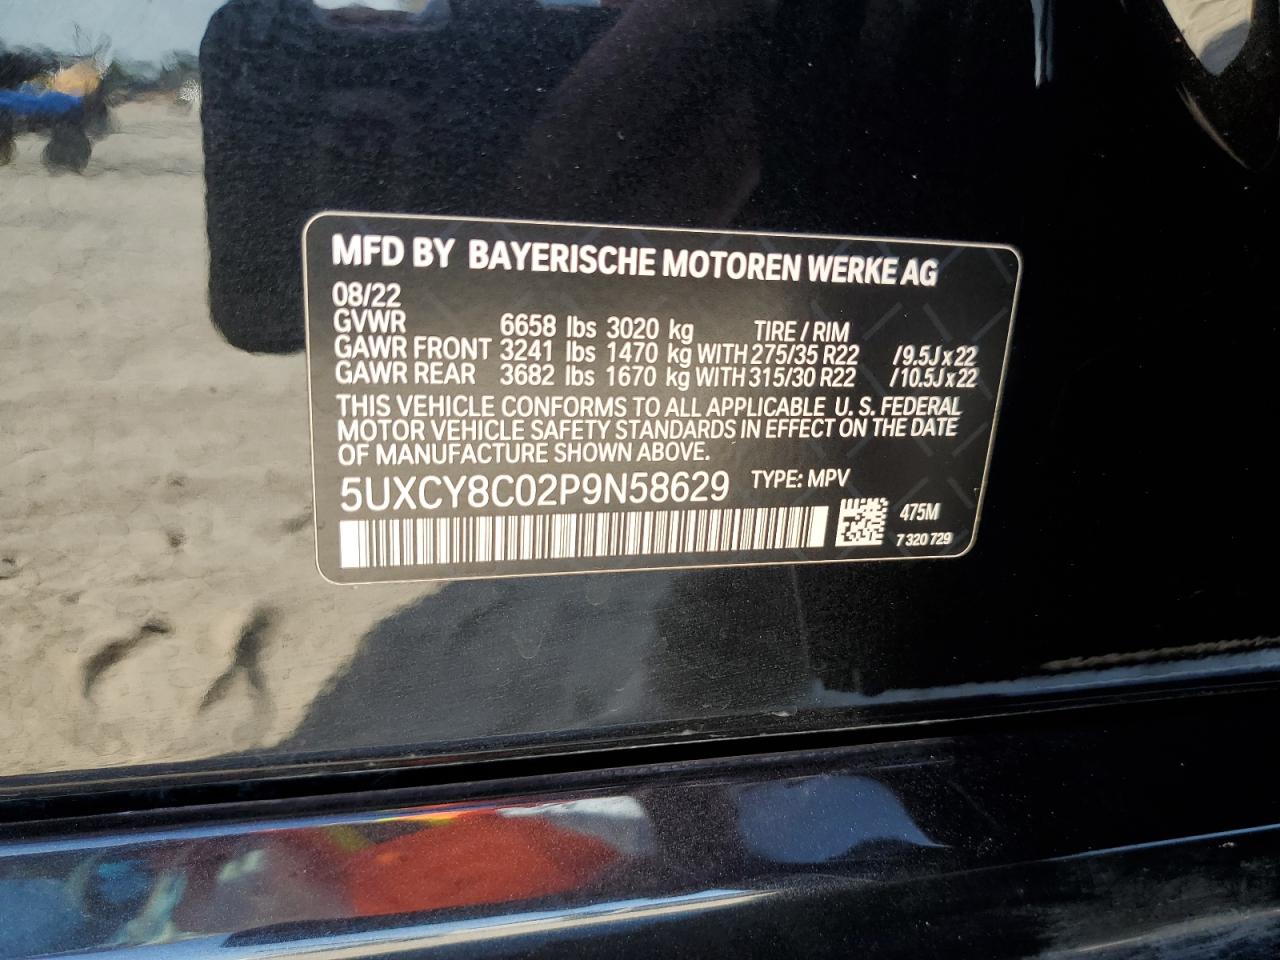 MFD BY BAYERISCHE MOTOREN WERKE AG
08/22
GVWR 6658 lbs 3020 kg TIRE / RIM
GAWR FRONT 3241 lbs 1470 kg WITH 275/35 R22 /9.5J x 22
GAWR REAR 3682 lbs 1670 kg WITH 315/30 R22 /10.5J x 22
THIS VEHICLE CONFORMS TO ALL APPLICABLE U. S. FEDERAL
MOTOR VEHICLE SAFETY STANDARDS IN EFFECT ON THE DATE
OF MANUFACTURE SHOWN ABOVE.
5UXCY8C02P9N58629 TYPE: MPV
475M
7 320 729